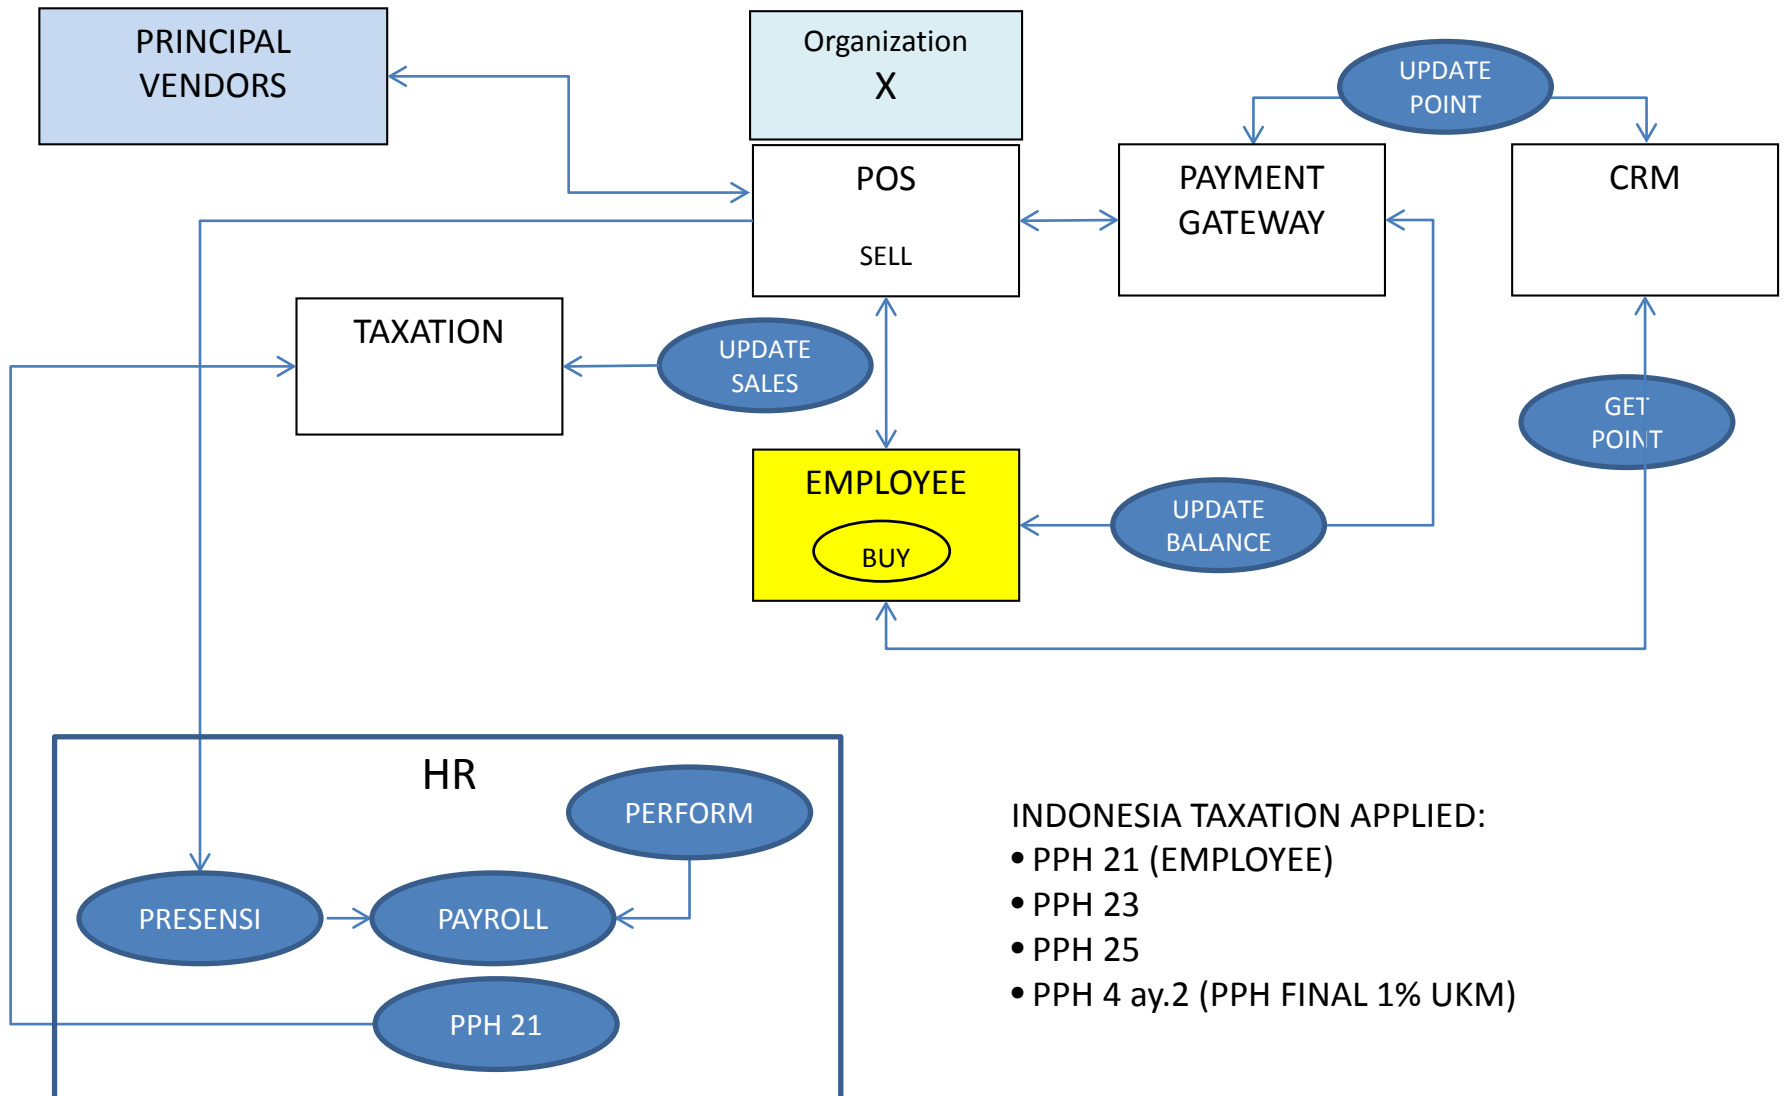 PRINCIPAL
VENDORS
Organization
X
UPDATE
POINT
POS
SELL
PAYMENT
GATEWAY
CRM
TAXATION
UPDATE
SALES
GET
POINT
EMPLOYEE
BUY
UPDATE
BALANCE
HR
PERFORM
PRESENSI
PAYROLL
PPH 21
INDONESIA TAXATION APPLIED:
• PPH 21 (EMPLOYEE)
• PPH 23
• PPH 25
• PPH 4 ay.2 (PPH FINAL 1% UKM)